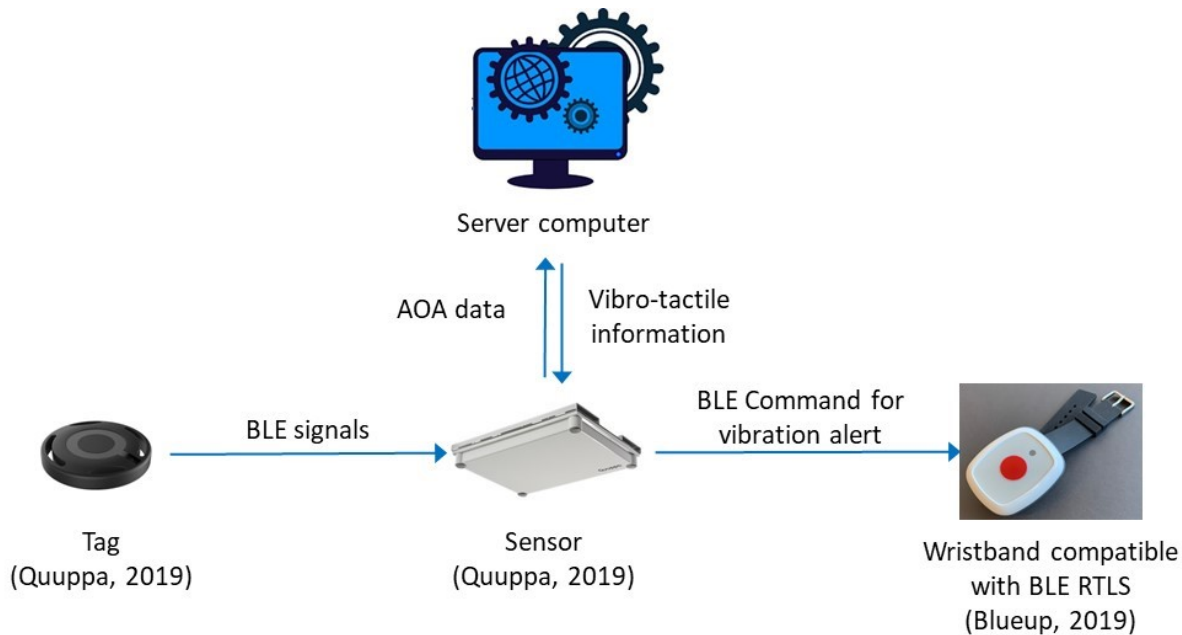 Server computer
AOA data
Vibro-tactile
information
BLE signals
BLE Command for
vibration alert
Tag
(Quuppa, 2019)
Sensor
(Quuppa, 2019)
Wristband compatible
with BLE RTLS
(Blueup, 2019)